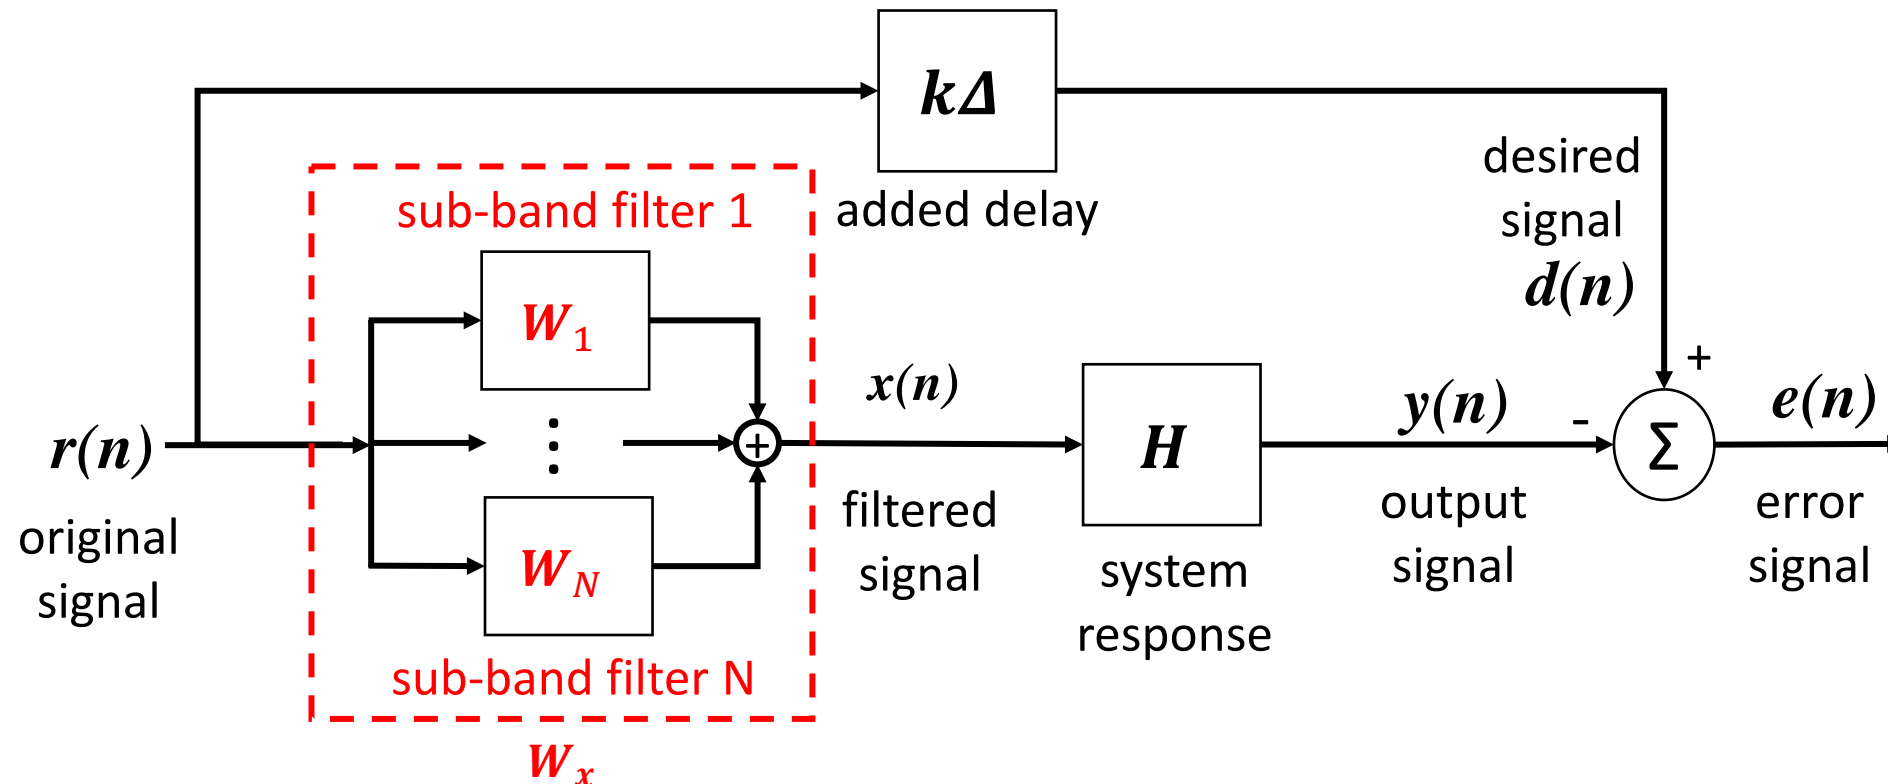 kΔ
added delay
desired
signal
d(n)
sub-band filter 1
W1
⋮
WN
sub-band filter N
Wx
r(n)
original
signal
+
x(n)
filtered
signal
H
system
response
y(n)
output
signal
-
+
Σ
e(n)
error
signal